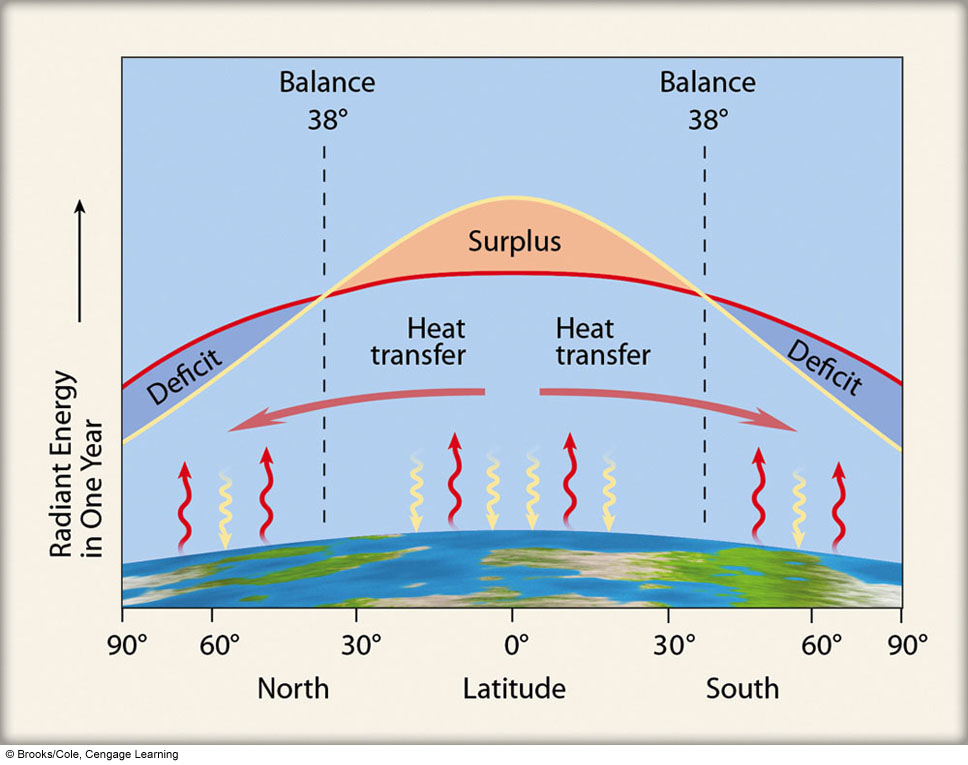 Balance
38°
Balance
38°
Surplus
Heat
transfer
Heat
transfer
Deficit
Deficit
Radiant Energy
in One Year
90°
60°
30°
0°
30°
60°
90°
North
Latitude
South
© Brooks/Cole, Cengage Learning